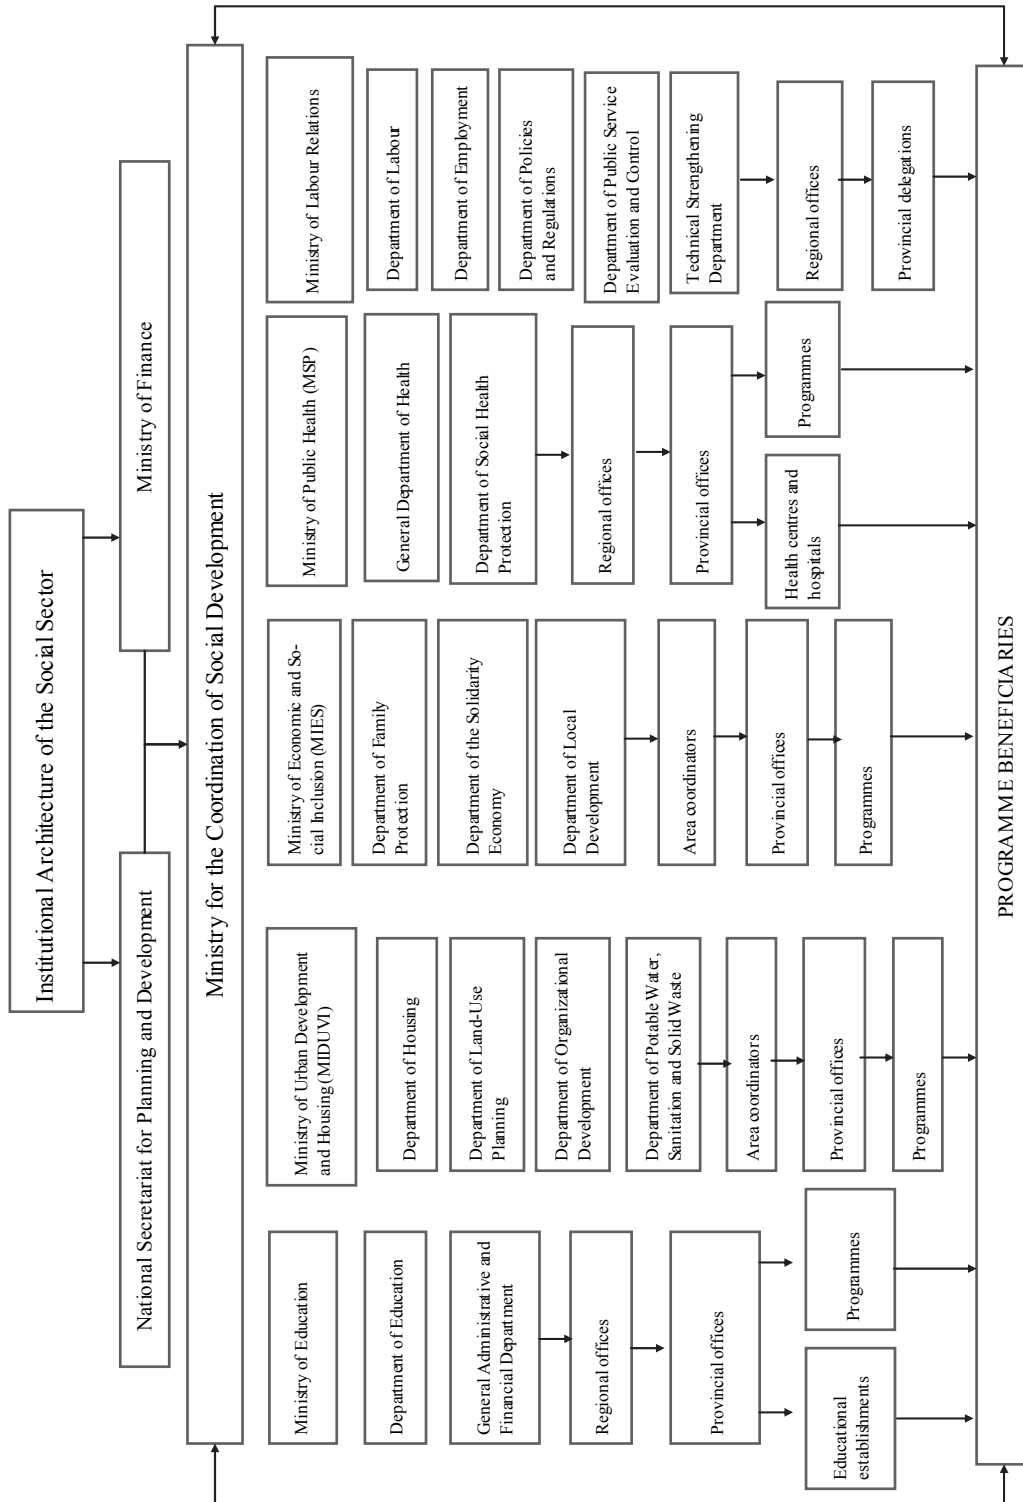 Institutional Architecture of the Social Sector
National Secretariat for Planning and Development
Ministry of Finance
Ministry for the Coordination of Social Development
Ministry of Education
Department of Education
General Administrative and
Financial Department
Regional offices
Provincial offices
Educational
establishments
Programmes
Ministry of Urban Development
and Housing (MIDUVI)
Department of Housing
Department of Land-Use
Planning
Department of Organizational
Development
Department of Potable Water,
Sanitation and Solid Waste
Area coordinators
Provincial offices
Programmes
Ministry of Economic and So-
cial Inclusion (MIES)
Department of Family
Protection
Department of the Solidarity
Economy
Department of Local
Development
Area coordinators
Provincial offices
Programmes
Ministry of Public Health (MSP)
General Department of Health
Department of Social Health
Protection
Regional offices
Provincial offices
Health centres and
hospitals
Programmes
Ministry of Labour Relations
Department of Labour
Department of Employment
Department of Policies
and Regulations
Department of Public Service
Evaluation and Control
Technical Strengthening
Department
Regional offices
Provincial delegations
PROGRAMME BENEFICIARIES